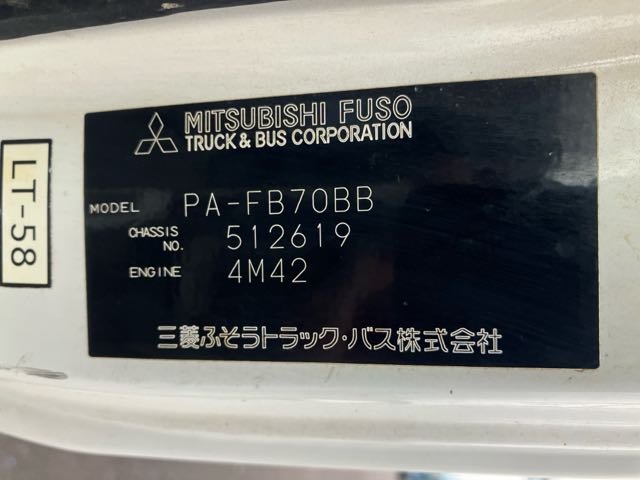 MITSUBISHI FUSO
TRUCK & BUS CORPORATION
MODEL PA-FB70BB
CHASSIS NO. 512619
ENGINE 4M42
三菱ふそうトラック・バス株式会社
LT-58